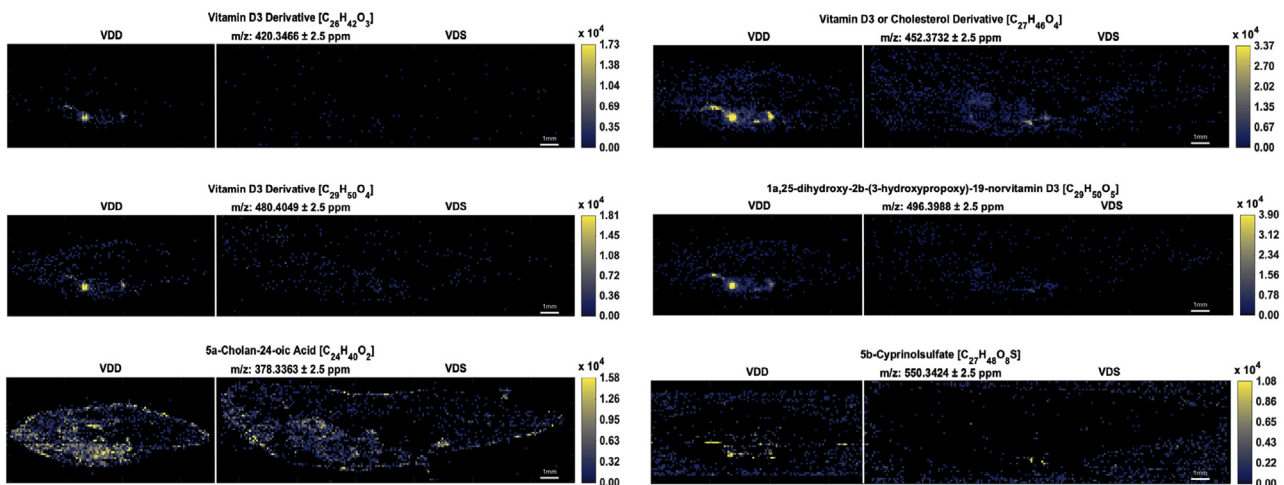 Vitamin D3 Derivative [C26H42O3]
VDD m/z: 420.3466 ± 2.5 ppm VDS
x 10^4
1.73
1.38
1.04
0.69
0.35
0.00
1mm
Vitamin D3 or Cholesterol Derivative [C27H46O4]
VDD m/z: 452.3732 ± 2.5 ppm VDS
x 10^4
3.37
2.70
2.02
1.35
0.67
0.00
1mm
Vitamin D3 Derivative [C29H50O4]
VDD m/z: 480.4049 ± 2.5 ppm VDS
x 10^4
1.81
1.45
1.08
0.72
0.36
0.00
1mm
1a,25-dihydroxy-2b-(3-hydroxypropoxy)-19-norvitamin D3 [C29H50O5]
VDD m/z: 496.3988 ± 2.5 ppm VDS
x 10^4
3.90
3.12
2.34
1.56
0.78
0.00
1mm
5a-Cholan-24-oic Acid [C24H40O2]
VDD m/z: 378.3363 ± 2.5 ppm VDS
x 10^4
1.58
1.26
0.95
0.63
0.32
0.00
1mm
5b-Cyprinolsulfate [C27H48O8S]
VDD m/z: 550.3424 ± 2.5 ppm VDS
x 10^4
1.08
0.86
0.65
0.43
0.22
0.00
1mm